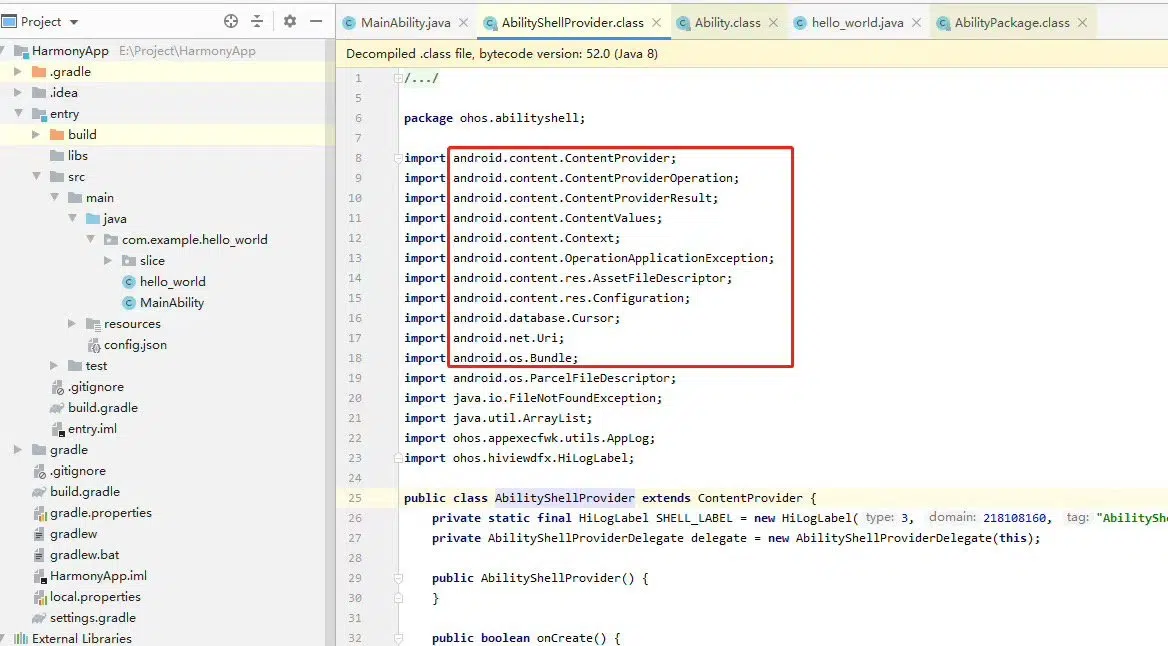 Project
MainAbility.java
AbilityShellProvider.class
Ability.class
hello_world.java
AbilityPackage.class
HarmonyApp E:\Project\HarmonyApp
.gradle
.idea
entry
build
libs
src
main
java
com.example.hello_world
slice
hello_world
MainAbility
resources
config.json
test
.gitignore
build.gradle
entry.iml
gradle
.gitignore
build.gradle
gradle.properties
gradlew
gradlew.bat
HarmonyApp.iml
local.properties
settings.gradle
External Libraries
Decompiled .class file, bytecode version: 52.0 (Java 8)
1 /.../
5
6 package ohos.abilityshell;
7
8 import android.content.ContentProvider;
9 import android.content.ContentProviderOperation;
10 import android.content.ContentProviderResult;
11 import android.content.ContentValues;
12 import android.content.Context;
13 import android.content.OperationApplicationException;
14 import android.content.res.AssetFileDescriptor;
15 import android.content.res.Configuration;
16 import android.database.Cursor;
17 import android.net.Uri;
18 import android.os.Bundle;
19 import android.os.ParcelFileDescriptor;
20 import java.io.FileNotFoundException;
21 import java.util.ArrayList;
22 import ohos.appexecfwk.utils.AppLog;
23 import ohos.hiviewdfx.HiLogLabel;
24
25 public class AbilityShellProvider extends ContentProvider {
26 private static final HiLogLabel SHELL_LABEL = new HiLogLabel( type: 3, domain: 218108160, tag: "AbilityShe
27 private AbilityShellProviderDelegate delegate = new AbilityShellProviderDelegate(this);
28
29 public AbilityShellProvider() {
30 }
31
32 public boolean onCreate() {